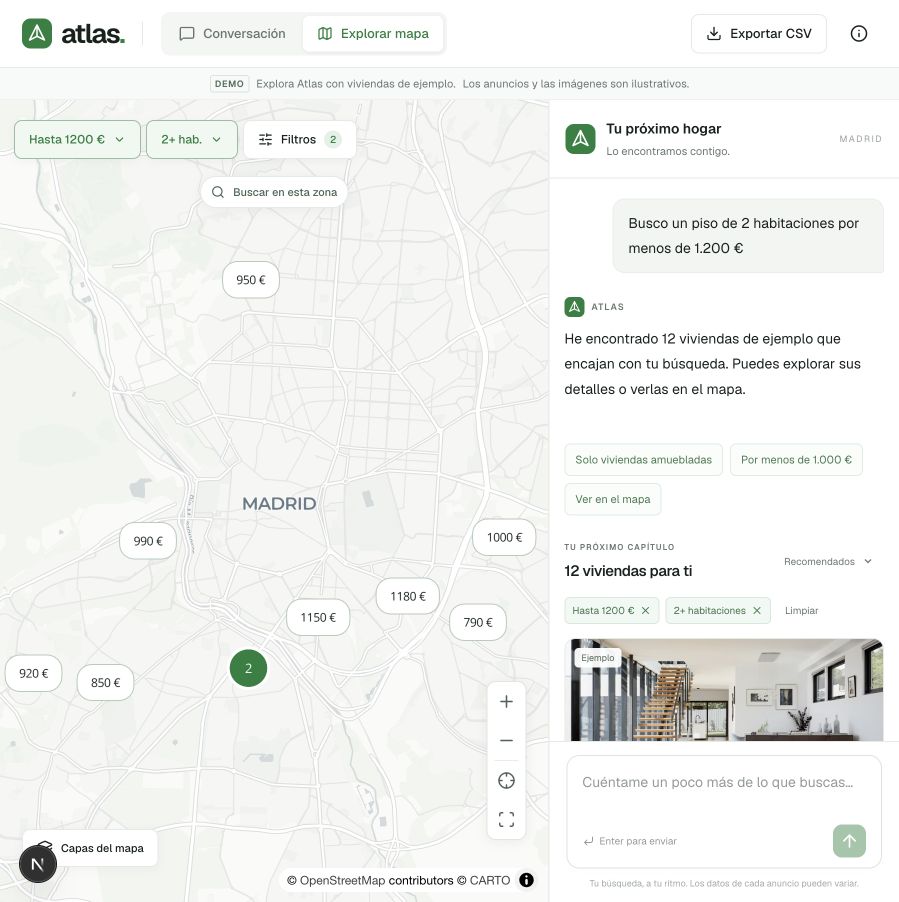 atlas.
Conversación
Explorar mapa
Exportar CSV
DEMO Explora Atlas con viviendas de ejemplo. Los anuncios y las imágenes son ilustrativos.
Hasta 1200 €
2+ hab.
Filtros 2
Buscar en esta zona
950 €
MADRID
990 €
1000 €
1180 €
1150 €
790 €
2
920 €
850 €
Capas del mapa
N
© OpenStreetMap contributors © CARTO
Tu próximo hogar
Lo encontramos contigo.
MADRID
Busco un piso de 2 habitaciones por
menos de 1.200 €
ATLAS
He encontrado 12 viviendas de ejemplo que
encajan con tu búsqueda. Puedes explorar sus
detalles o verlas en el mapa.
Solo viviendas amuebladas
Por menos de 1.000 €
Ver en el mapa
TU PRÓXIMO CAPÍTULO
12 viviendas para ti
Recomendados
Hasta 1200 €
2+ habitaciones
Limpiar
Ejemplo
Cuéntame un poco más de lo que buscas...
Enter para enviar
Tu búsqueda, a tu ritmo. Los datos de cada anuncio pueden variar.